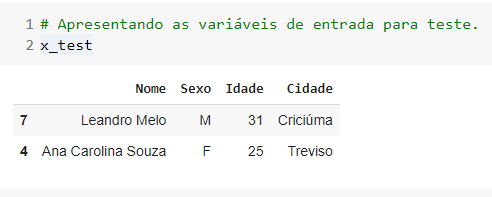 1 # Apresentando as variáveis de entrada para teste.
2 x_test
Nome Sexo Idade Cidade
7 Leandro Melo M 31 Criciúma
4 Ana Carolina Souza F 25 Treviso